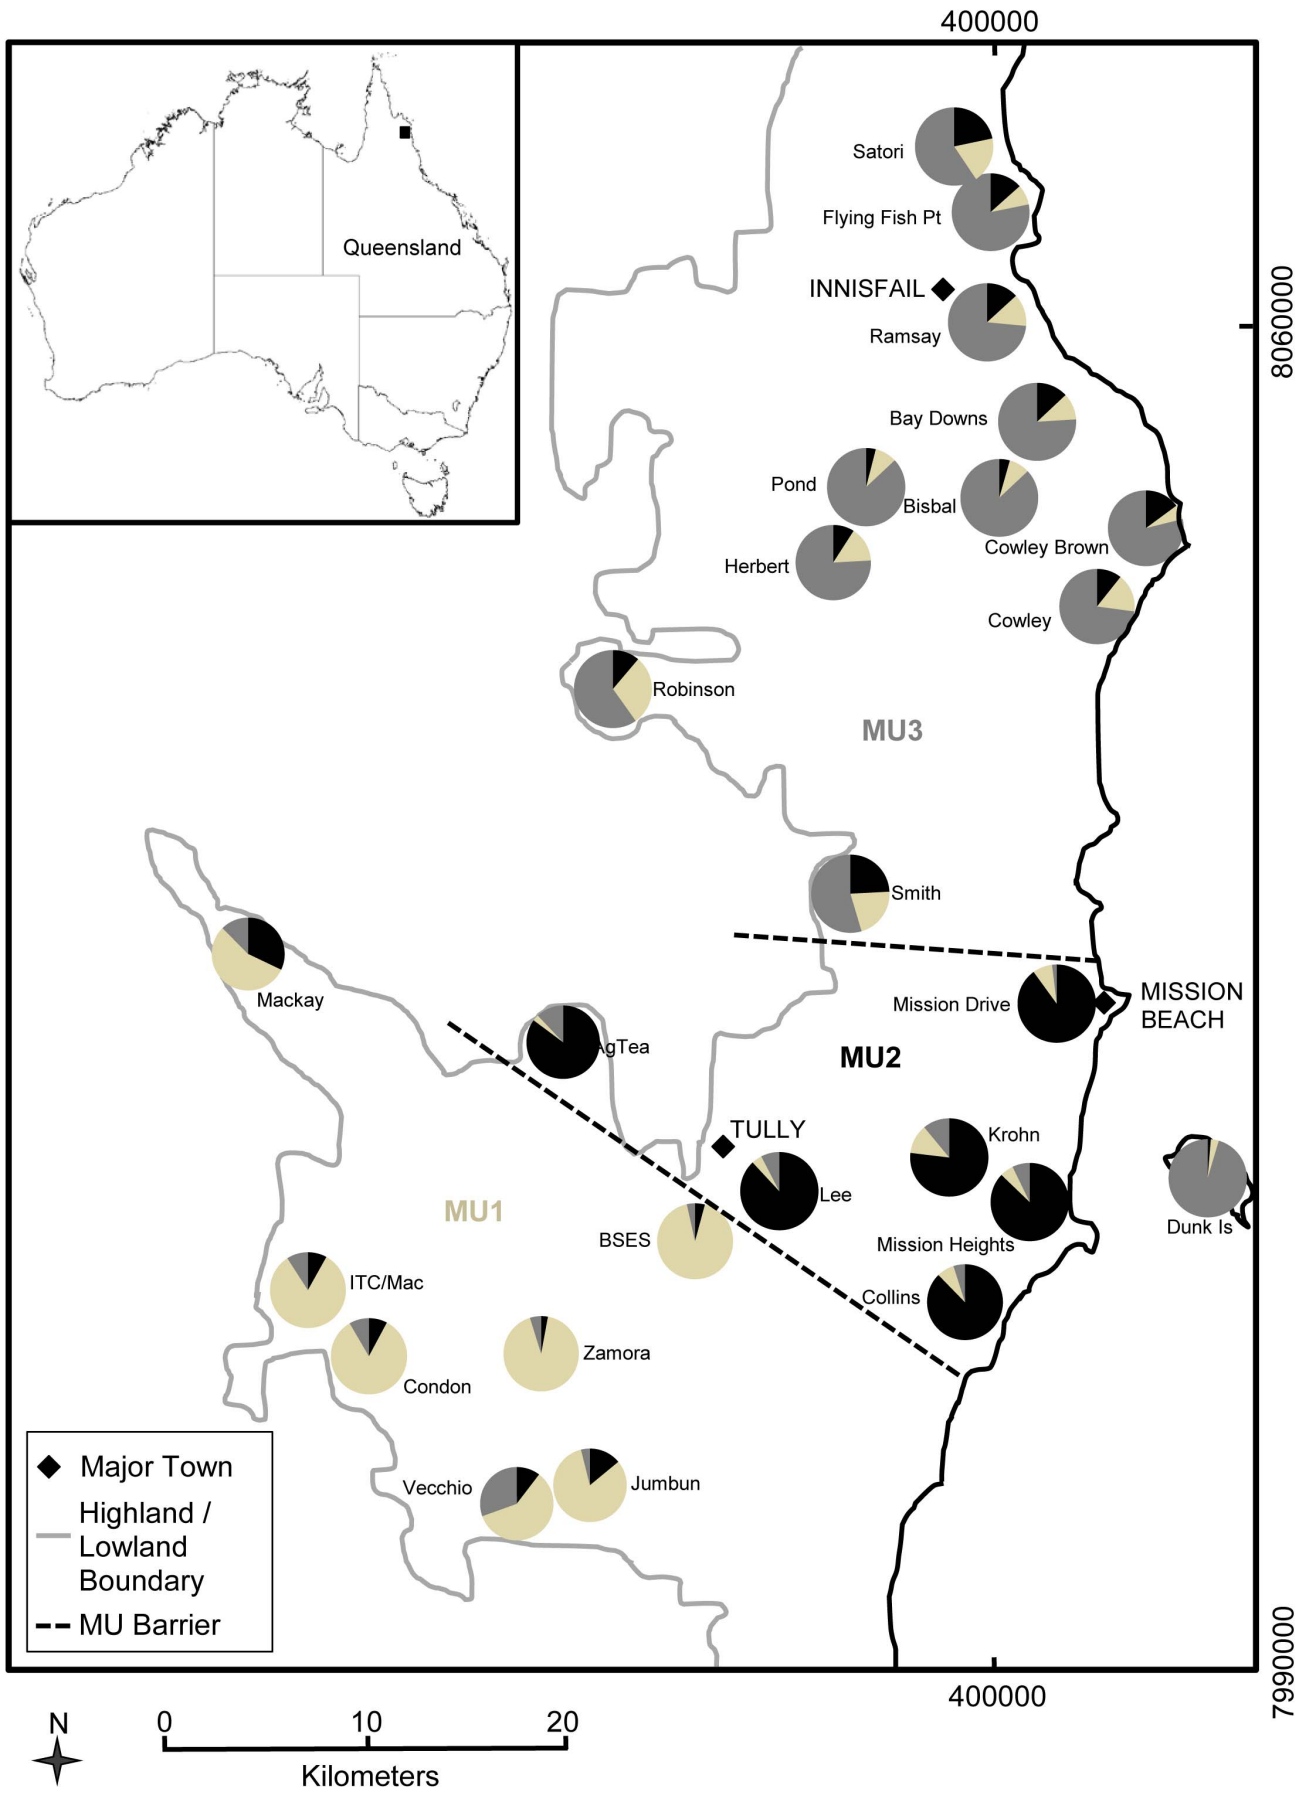 400000
Queensland
Satori
Flying Fish Pt
INNISFAIL
8060000
Ramsay
Bay Downs
Pond
Bisbal
Cowley Brown
Herbert
Cowley
Robinson
MU3
Smith
Mackay
Mission Drive
MISSION
BEACH
AgTea
MU2
TULLY
Krohn
Lee
MU1
Dunk Is
BSES
Mission Heights
ITC/Mac
Collins
Zamora
Condon
Major Town
Highland /
Lowland
Boundary
MU Barrier
Vecchio
Jumbun
7990000
400000
N
0 10 20
Kilometers